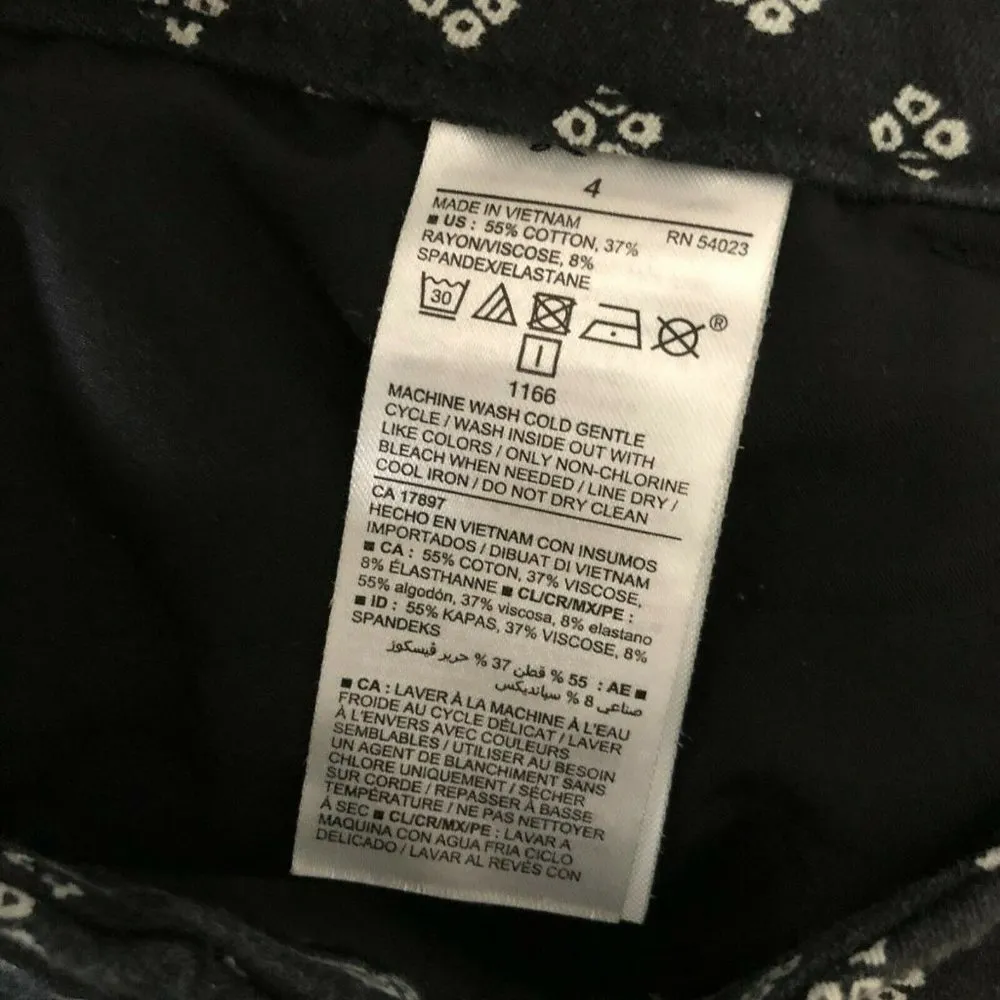 4
MADE IN VIETNAM RN 54023
■ US : 55% COTTON, 37%
RAYON/VISCOSE, 8%
SPANDEX/ELASTANE
30 ®
1166
MACHINE WASH COLD GENTLE
CYCLE / WASH INSIDE OUT WITH
LIKE COLORS / ONLY NON-CHLORINE
BLEACH WHEN NEEDED / LINE DRY /
COOL IRON / DO NOT DRY CLEAN
CA 17897
HECHO EN VIETNAM CON INSUMOS
IMPORTADOS / DIBUAT DI VIETNAM
■ CA : 55% COTON, 37% VISCOSE,
8% ÉLASTHANNE ■ CL/CR/MX/PE :
55% algodón, 37% viscosa, 8% elastano
■ ID : 55% KAPAS, 37% VISCOSE, 8%
SPANDEKS
■ AE : 55 % قطن 37 % حرير ڤيسكوز
صناعي 8 % سباندیکس
■ CA : LAVER À LA MACHINE À L'EAU
FROIDE AU CYCLE DÉLICAT / LAVER
À L'ENVERS AVEC COULEURS
SEMBLABLES / UTILISER AU BESOIN
UN AGENT DE BLANCHIMENT SANS
CHLORE UNIQUEMENT / SÉCHER
SUR CORDE / REPASSER À BASSE
TEMPÉRATURE / NE PAS NETTOYER
À SEC ■ CL/CR/MX/PE : LAVAR A
MAQUINA CON AGUA FRIA CICLO
DELICADO / LAVAR AL REVÉS CON